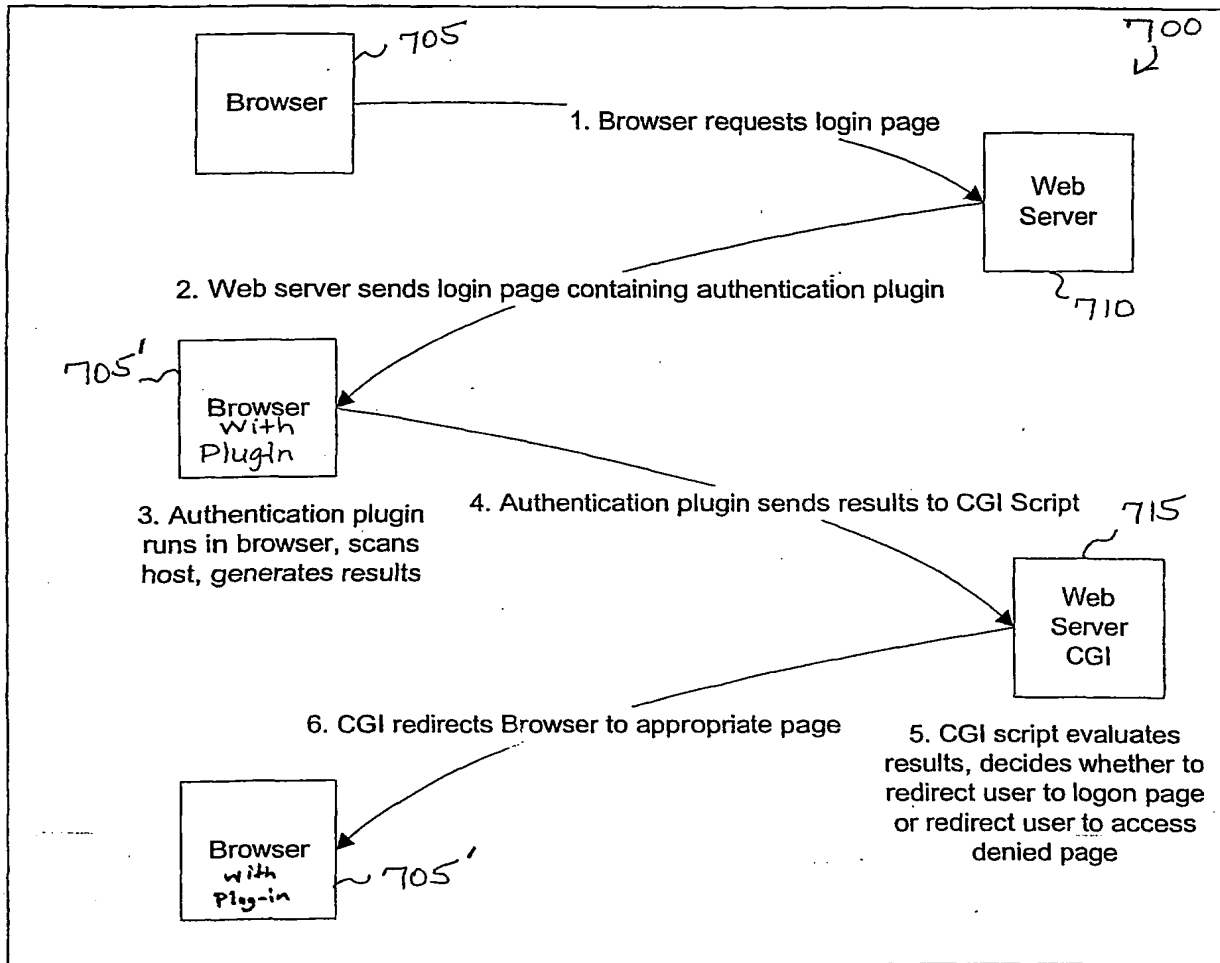 705
700
Browser
1. Browser requests login page
Web
Server
2. Web server sends login page containing authentication plugin
710
705'
Browser
with
PlugIn
3. Authentication plugin
runs in browser, scans
host, generates results
4. Authentication plugin sends results to CGI Script
715
Web
Server
CGI
6. CGI redirects Browser to appropriate page
5. CGI script evaluates
results, decides whether to
redirect user to logon page
or redirect user to access
denied page
Browser
with
Plug-in
705'